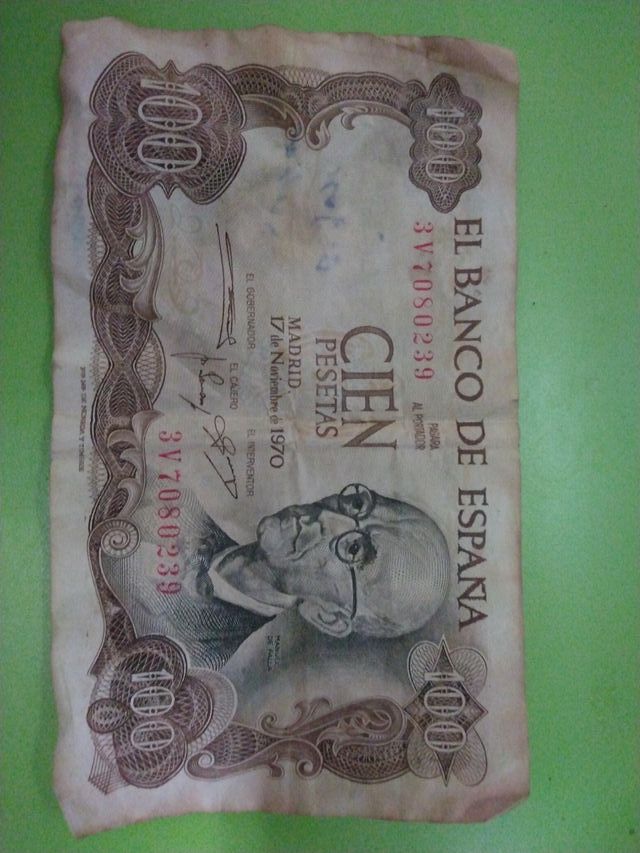 100
100
EL BANCO DE ESPAÑA
3V7080239
PAGARA
AL PORTADOR
CIEN
PESETAS
MADRID
17 de Noviembre de 1970
EL GOBERNADOR
EL CAJERO
EL INTERVENTOR
3V7080239
MANUEL
DE FALLA
100
100